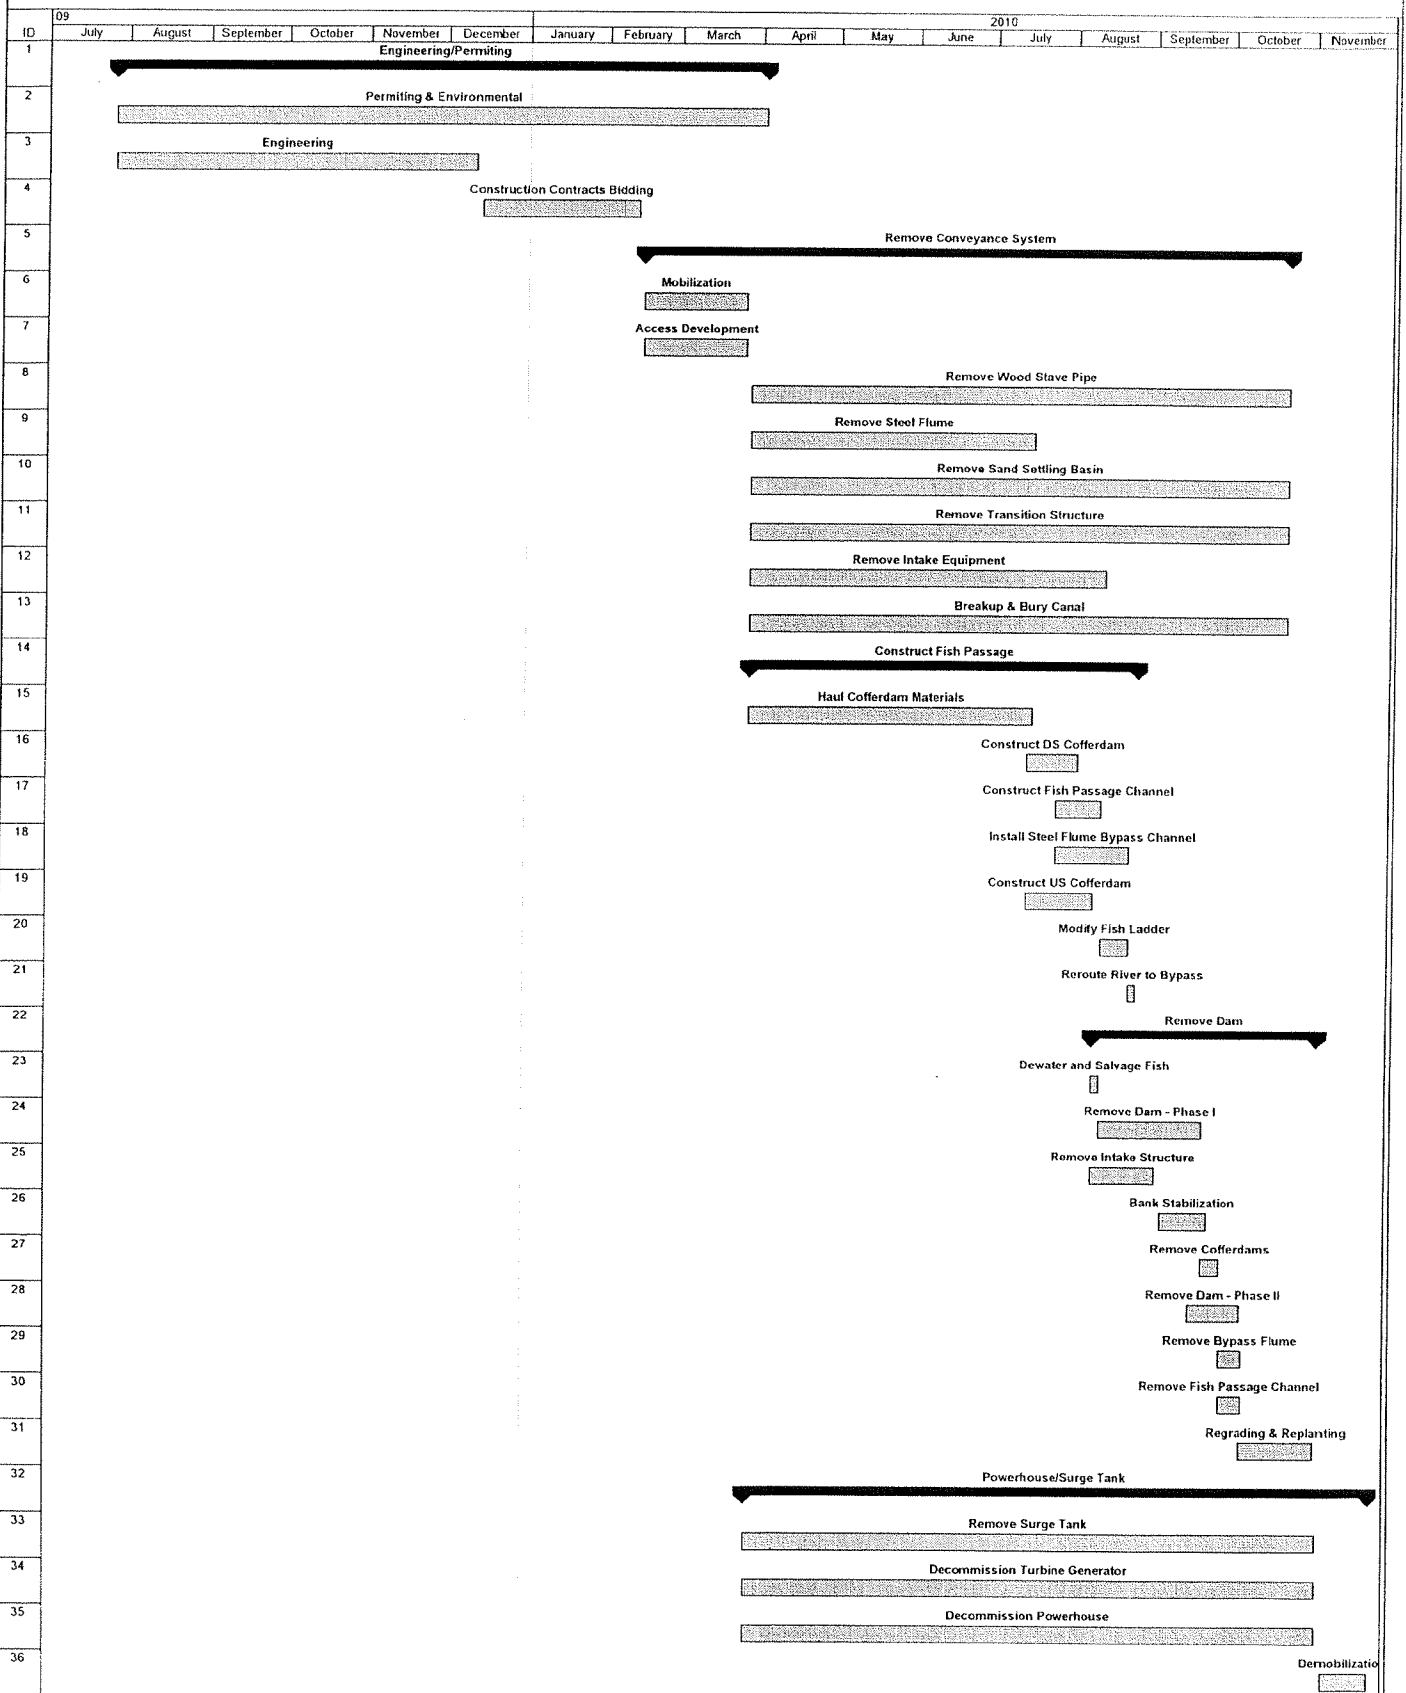 09 2010
ID July August September October November December January February March April May June July August September October November
1 Engineering/Permiting
2 Permiting & Environmental
3 Engineering
4 Construction Contracts Bidding
5 Remove Conveyance System
6 Mobilization
7 Access Development
8 Remove Wood Stave Pipe
9 Remove Steel Flume
10 Remove Sand Settling Basin
11 Remove Transition Structure
12 Remove Intake Equipment
13 Breakup & Bury Canal
14 Construct Fish Passage
15 Haul Cofferdam Materials
16 Construct DS Cofferdam
17 Construct Fish Passage Channel
18 Install Steel Flume Bypass Channel
19 Construct US Cofferdam
20 Modify Fish Ladder
21 Reroute River to Bypass
22 Remove Dam
23 Dewater and Salvage Fish
24 Remove Dam - Phase I
25 Remove Intake Structure
26 Bank Stabilization
27 Remove Cofferdams
28 Remove Dam - Phase II
29 Remove Bypass Flume
30 Remove Fish Passage Channel
31 Regrading & Replanting
32 Powerhouse/Surge Tank
33 Remove Surge Tank
34 Decommission Turbine Generator
35 Decommission Powerhouse
36 Demobilizatio